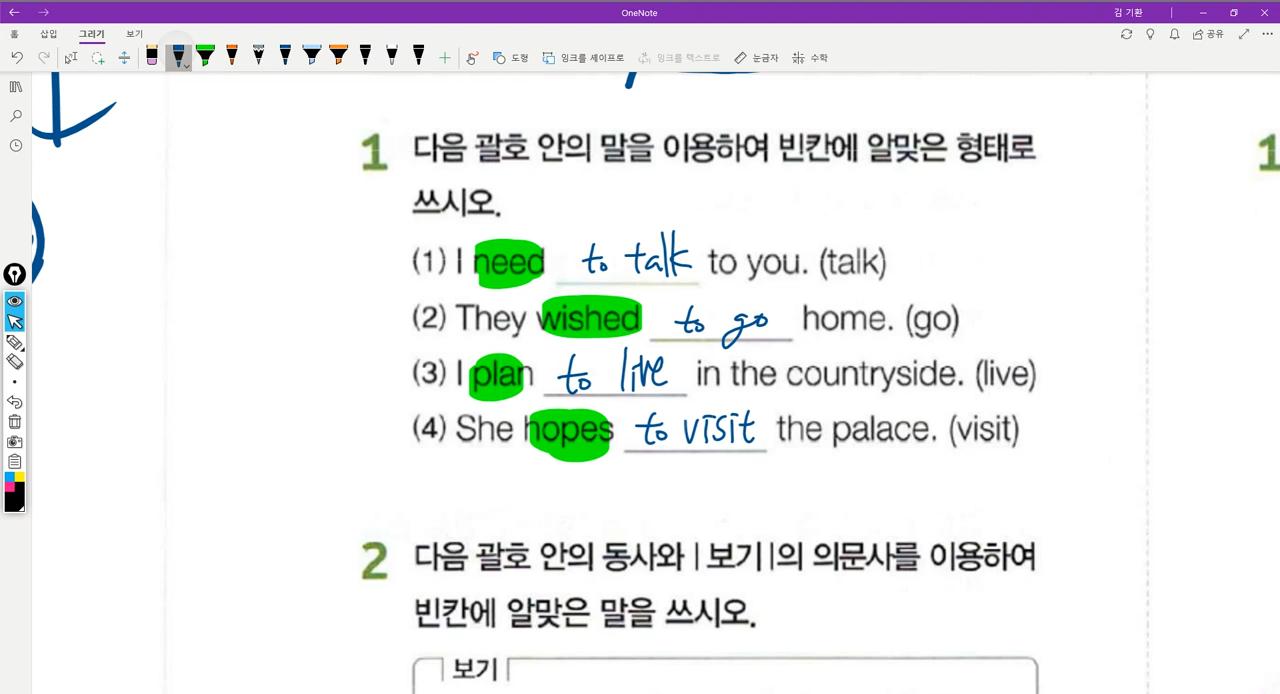 OneNote
김 기환
홈 삽입 그리기 보기
공유
도형 잉크를 셰이프로 잉크를 텍스트로 눈금자 수학
1 다음 괄호 안의 말을 이용하여 빈칸에 알맞은 형태로
쓰시오.
(1) I need to talk to you. (talk)
(2) They wished to go home. (go)
(3) I plan to live in the countryside. (live)
(4) She hopes to visit the palace. (visit)
2 다음 괄호 안의 동사와 |보기|의 의문사를 이용하여
빈칸에 알맞은 말을 쓰시오.
보기
1